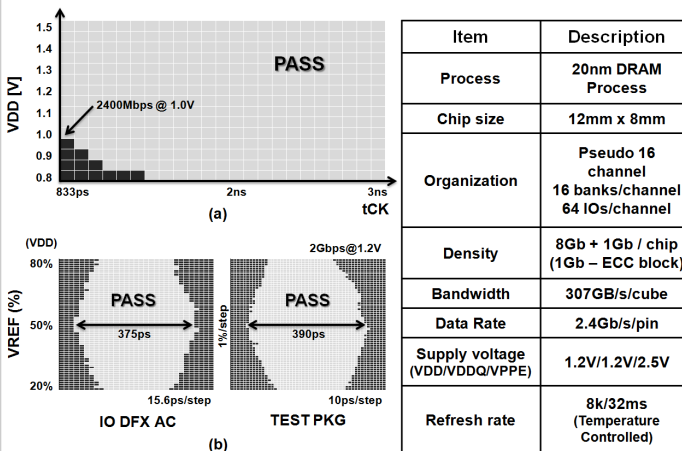 VDD [V]
1.5
1.4
1.3
1.2
1.1
1.0
0.9
0.8
PASS
2400Mbps @ 1.0V
833ps
2ns
3ns
tCK
(a)
(VDD)
2Gbps@1.2V
VREF (%)
80%
50%
20%
PASS
375ps
15.6ps/step
IO DFX AC
1%/step
PASS
390ps
10ps/step
TEST PKG
(b)
Item Description
Process 20nm DRAM
Process
Chip size 12mm x 8mm
Organization Pseudo 16
channel
16 banks/channel
64 IOs/channel
Density 8Gb + 1Gb / chip
(1Gb – ECC block)
Bandwidth 307GB/s/cube
Data Rate 2.4Gb/s/pin
Supply voltage
(VDD/VDDQ/VPPE) 1.2V/1.2V/2.5V
Refresh rate 8k/32ms
(Temperature
Controlled)